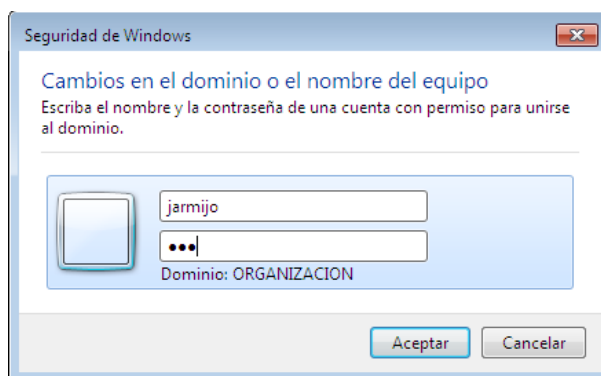 Seguridad de Windows
Cambios en el dominio o el nombre del equipo
Escriba el nombre y la contraseña de una cuenta con permiso para unirse
al dominio.
jarmijo
•••
Dominio: ORGANIZACION
Aceptar
Cancelar